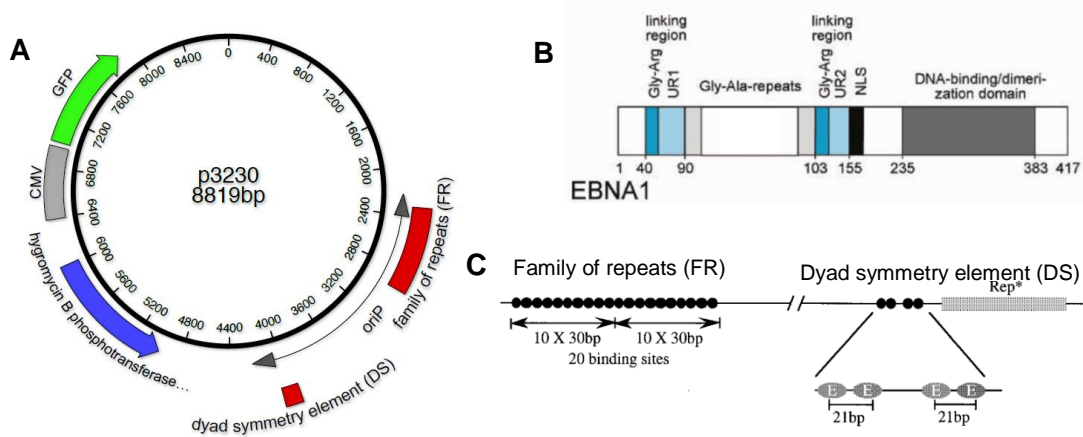 A
p3230
8819bp
0
400
800
1200
1600
2000
2400
2800
3200
3600
4000
4400
4800
5200
5600
6000
6400
6800
7200
7600
8000
8400
GFP
CMV
hygromycin B phosphotransferase...
oriP
family of repeats (FR)
dyad symmetry element (DS)
B
linking
region
linking
region
Gly-Arg
UR1
Gly-Ala-repeats
Gly-Arg
UR2
NLS
DNA-binding/dimeri-
zation domain
1 40 90 103 155 235 383 417
EBNA1
C
Family of repeats (FR)
Dyad symmetry element (DS)
Rep*
10 X 30bp 10 X 30bp
20 binding sites
E E E E
21bp 21bp